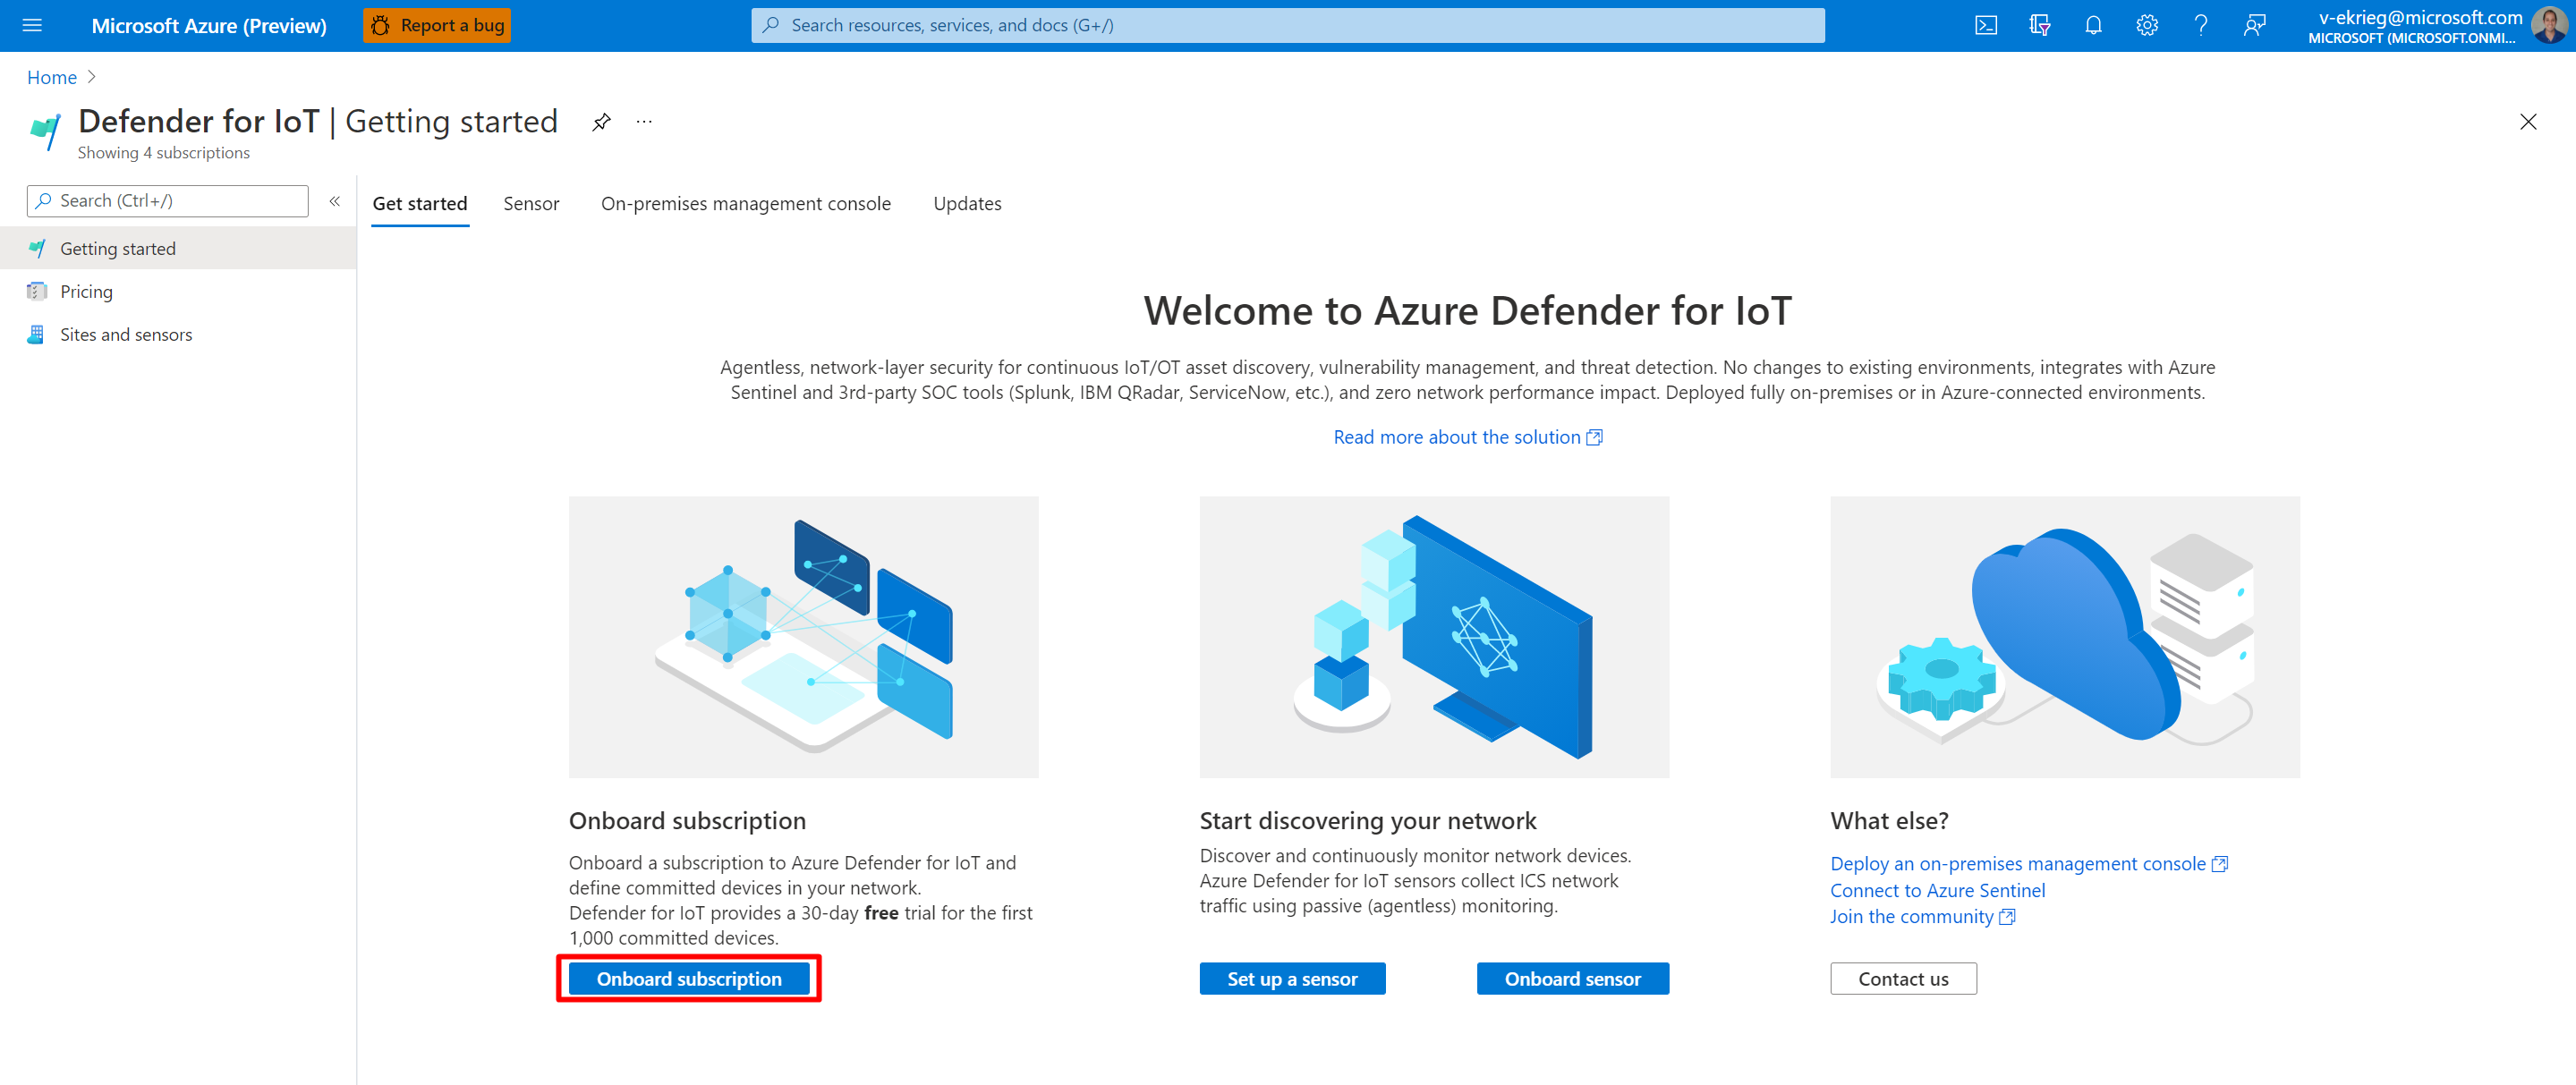 Microsoft Azure (Preview)
Report a bug
Search resources, services, and docs (G+/)
v-ekrieg@microsoft.com
MICROSOFT (MICROSOFT.ONMI...
Home
Defender for IoT | Getting started
Showing 4 subscriptions
Search (Ctrl+/)
Getting started
Pricing
Sites and sensors
Get started
Sensor
On-premises management console
Updates
Welcome to Azure Defender for IoT
Agentless, network-layer security for continuous IoT/OT asset discovery, vulnerability management, and threat detection. No changes to existing environments, integrates with Azure
Sentinel and 3rd-party SOC tools (Splunk, IBM QRadar, ServiceNow, etc.), and zero network performance impact. Deployed fully on-premises or in Azure-connected environments.
Read more about the solution
Onboard subscription
Onboard a subscription to Azure Defender for IoT and
define committed devices in your network.
Defender for IoT provides a 30-day free trial for the first
1,000 committed devices.
Onboard subscription
Start discovering your network
Discover and continuously monitor network devices.
Azure Defender for IoT sensors collect ICS network
traffic using passive (agentless) monitoring.
Set up a sensor
Onboard sensor
What else?
Deploy an on-premises management console
Connect to Azure Sentinel
Join the community
Contact us